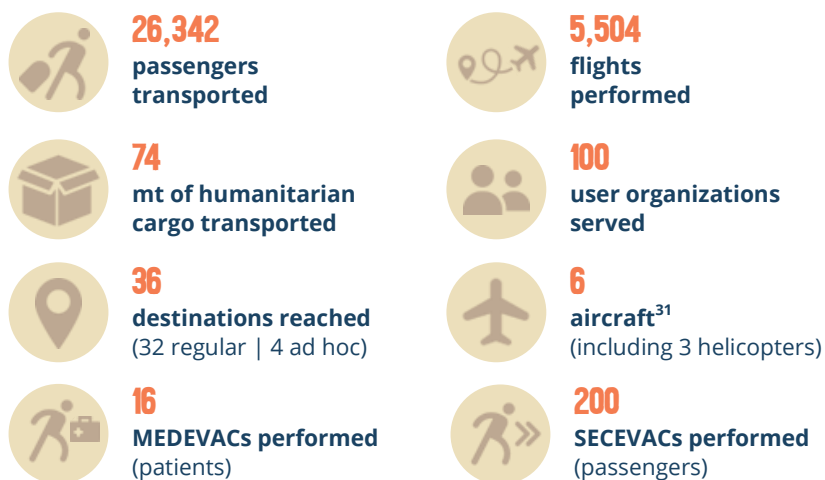 26,342
passengers
transported
5,504
flights
performed
74
mt of humanitarian
cargo transported
100
user organizations
served
36
destinations reached
(32 regular | 4 ad hoc)
6
aircraft31
(including 3 helicopters)
16
MEDEVACs performed
(patients)
200
SECEVACs performed
(passengers)